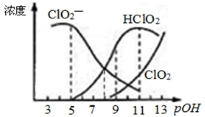 浓度
ClO₂⁻
HClO₂
ClO₂
3 5 7 9 11 13 pOH